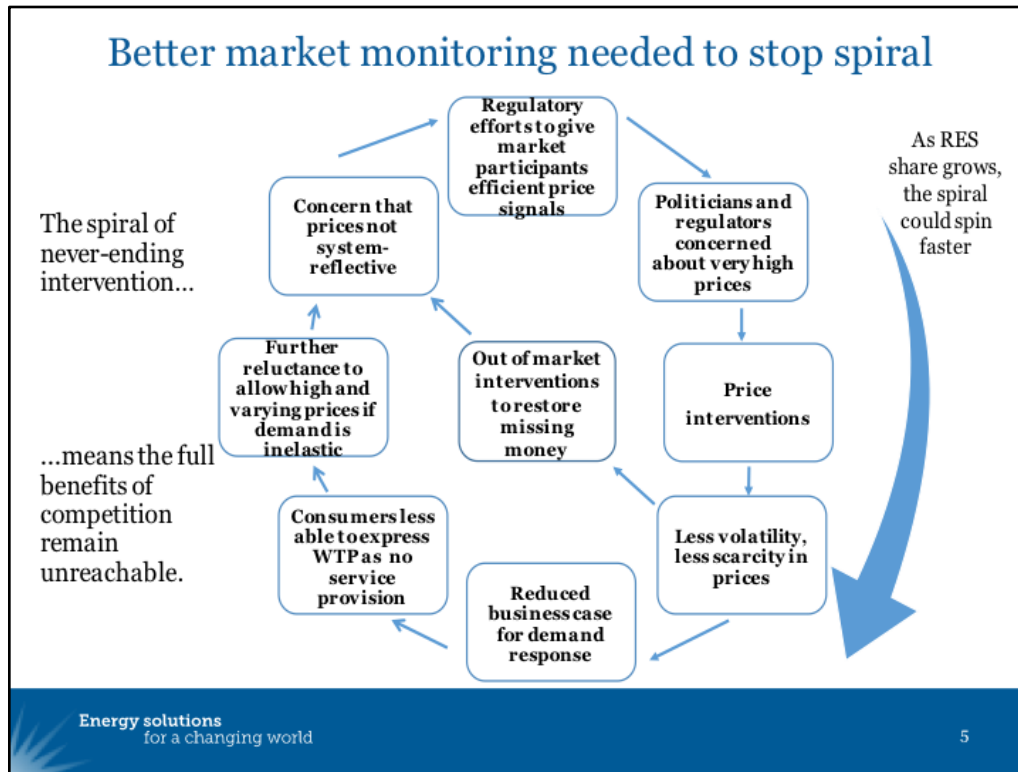 Better market monitoring needed to stop spiral
Regulatory
efforts to give
market
participants
efficient price
signals
As RES
share grows,
the spiral
could spin
faster
Politicians and
regulators
concerned
about very high
prices
Concern that
prices not
system-
reflective
The spiral of
never-ending
intervention...
Further
reluctance to
allow high and
varying prices if
demand is
inelastic
Out of market
interventions
to restore
missing
money
Price
interventions
...means the full
benefits of
competition
remain
unreachable.
Consumers less
able to express
WTP as no
service
provision
Less volatility,
less scarcity in
prices
Reduced
business case
for demand
response
Energy solutions
for a changing world
5